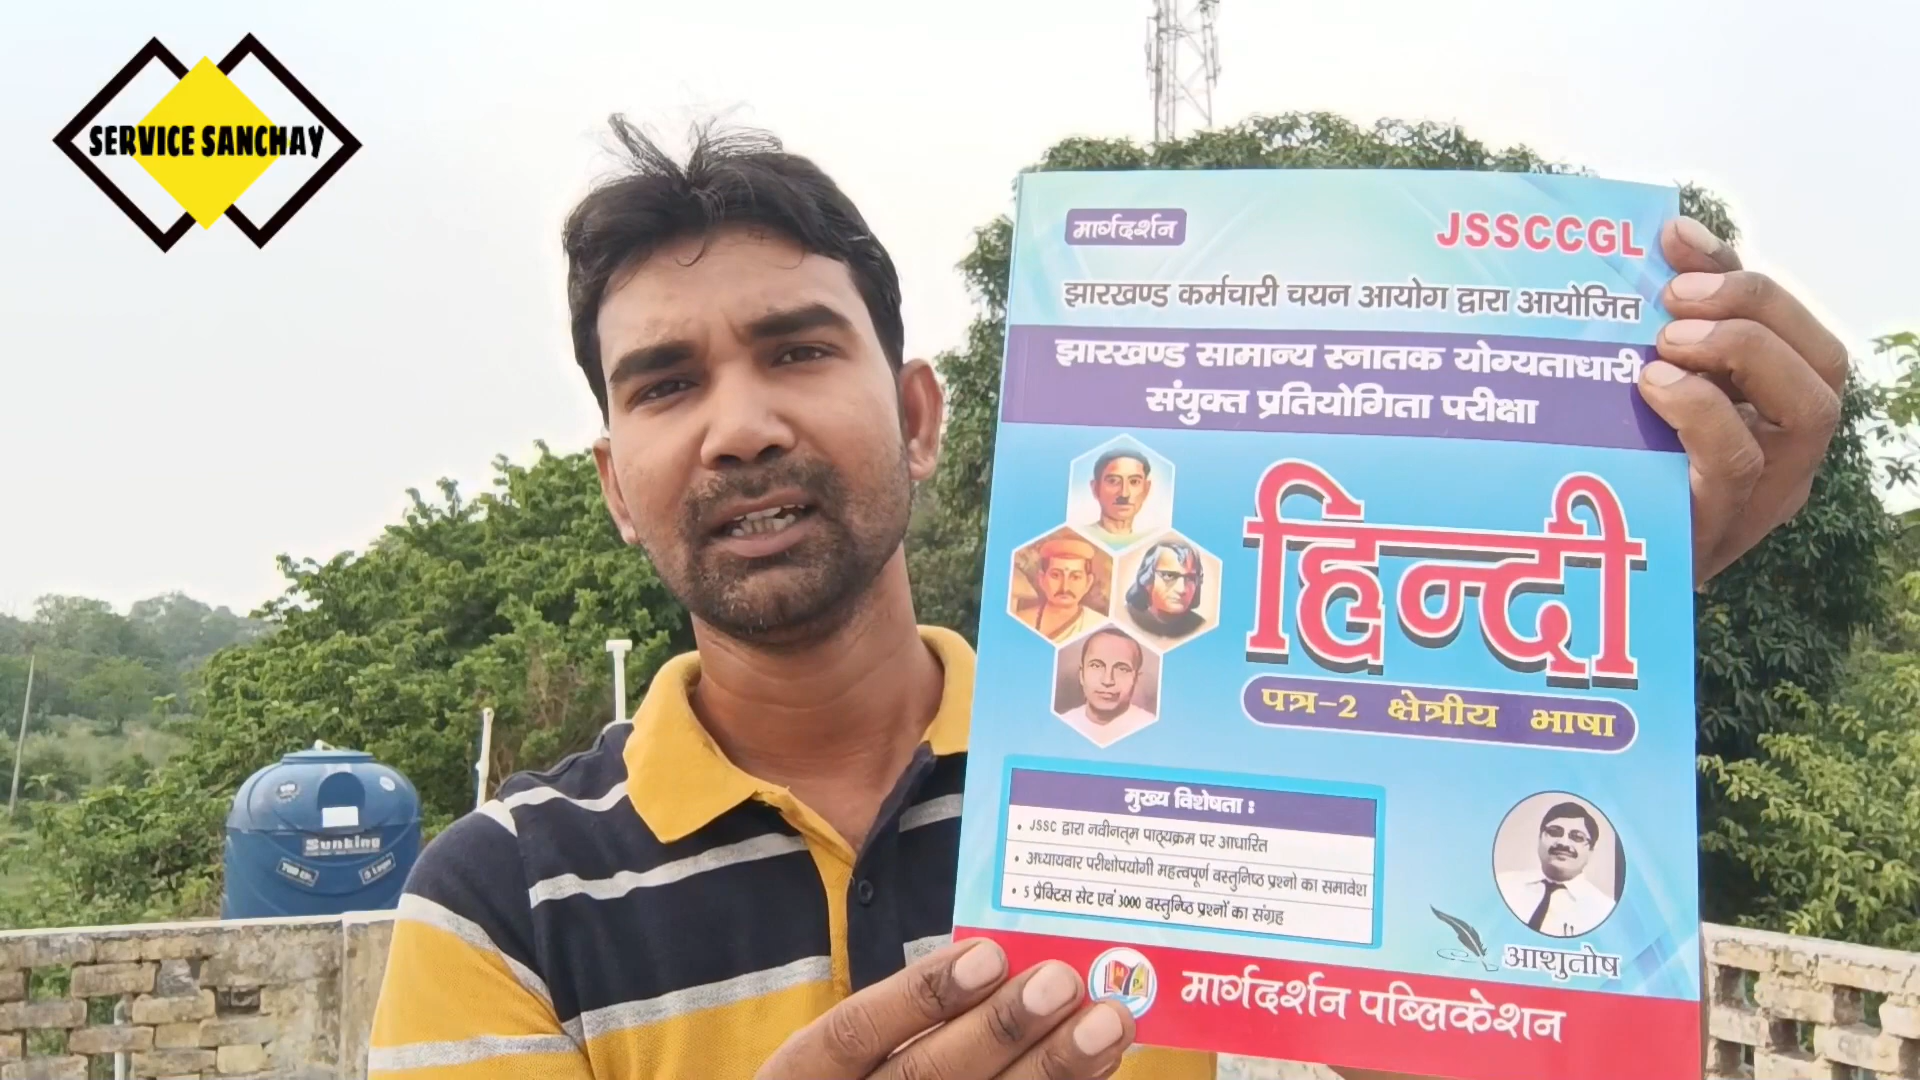 SERVICE SANCHAY
मार्गदर्शन
JSSCCGL
झारखण्ड कर्मचारी चयन आयोग द्वारा आयोजित
झारखण्ड सामान्य स्नातक योग्यताधारी
संयुक्त प्रतियोगिता परीक्षा
हिन्दी
पत्र-2 क्षेत्रीय भाषा
मुख्य विशेषता :
• JSSC द्वारा नवीनतम् पाठ्यक्रम पर आधारित
• अध्यायवार परीक्षोपयोगी महत्वपूर्ण वस्तुनिष्ठ प्रश्नो का समावेश
• 5 प्रैक्टिस सेट एवं 3000 वस्तुन्ष्ठि प्रश्नों का संग्रह
आशुतोष
मार्गदर्शन पब्लिकेशन
Sunking